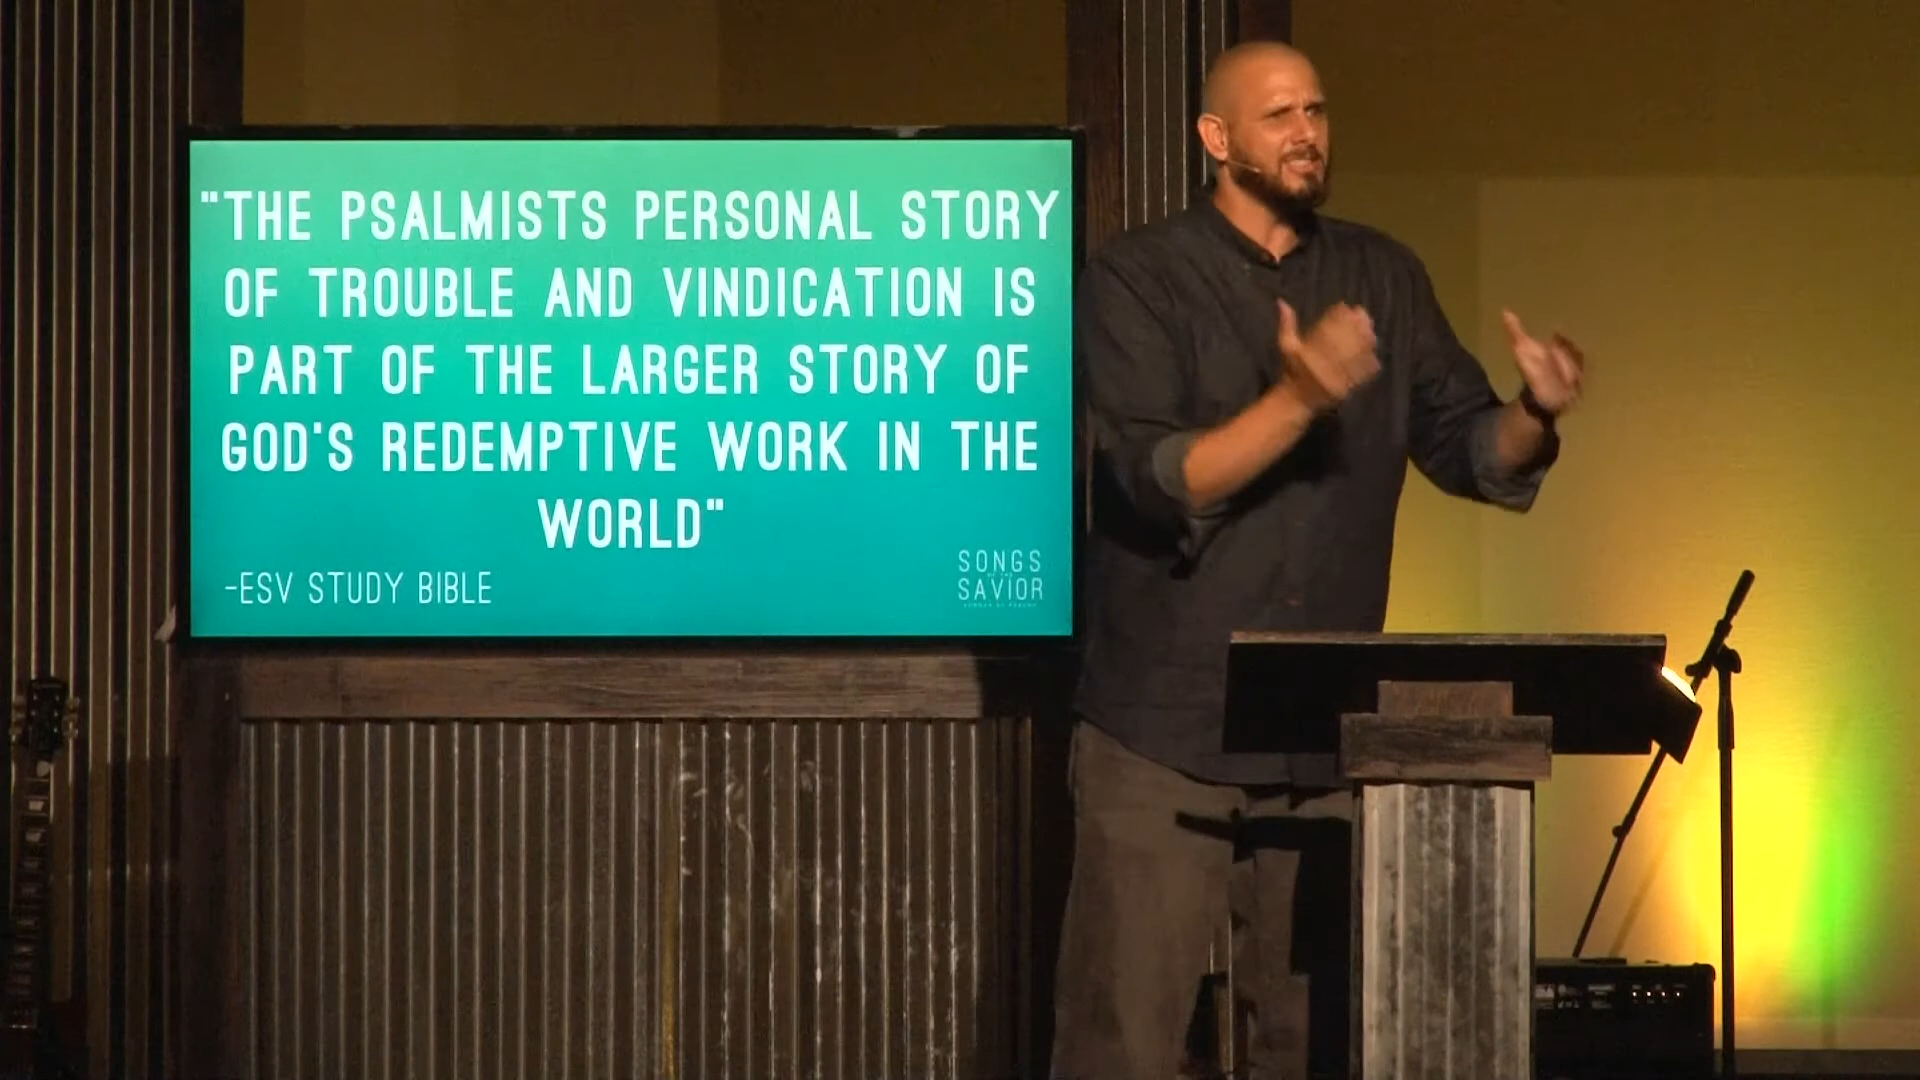 "THE PSALMISTS PERSONAL STORY
OF TROUBLE AND VINDICATION IS
PART OF THE LARGER STORY OF
GOD'S REDEMPTIVE WORK IN THE
WORLD"
-ESV STUDY BIBLE
SONGS
SAVIOR